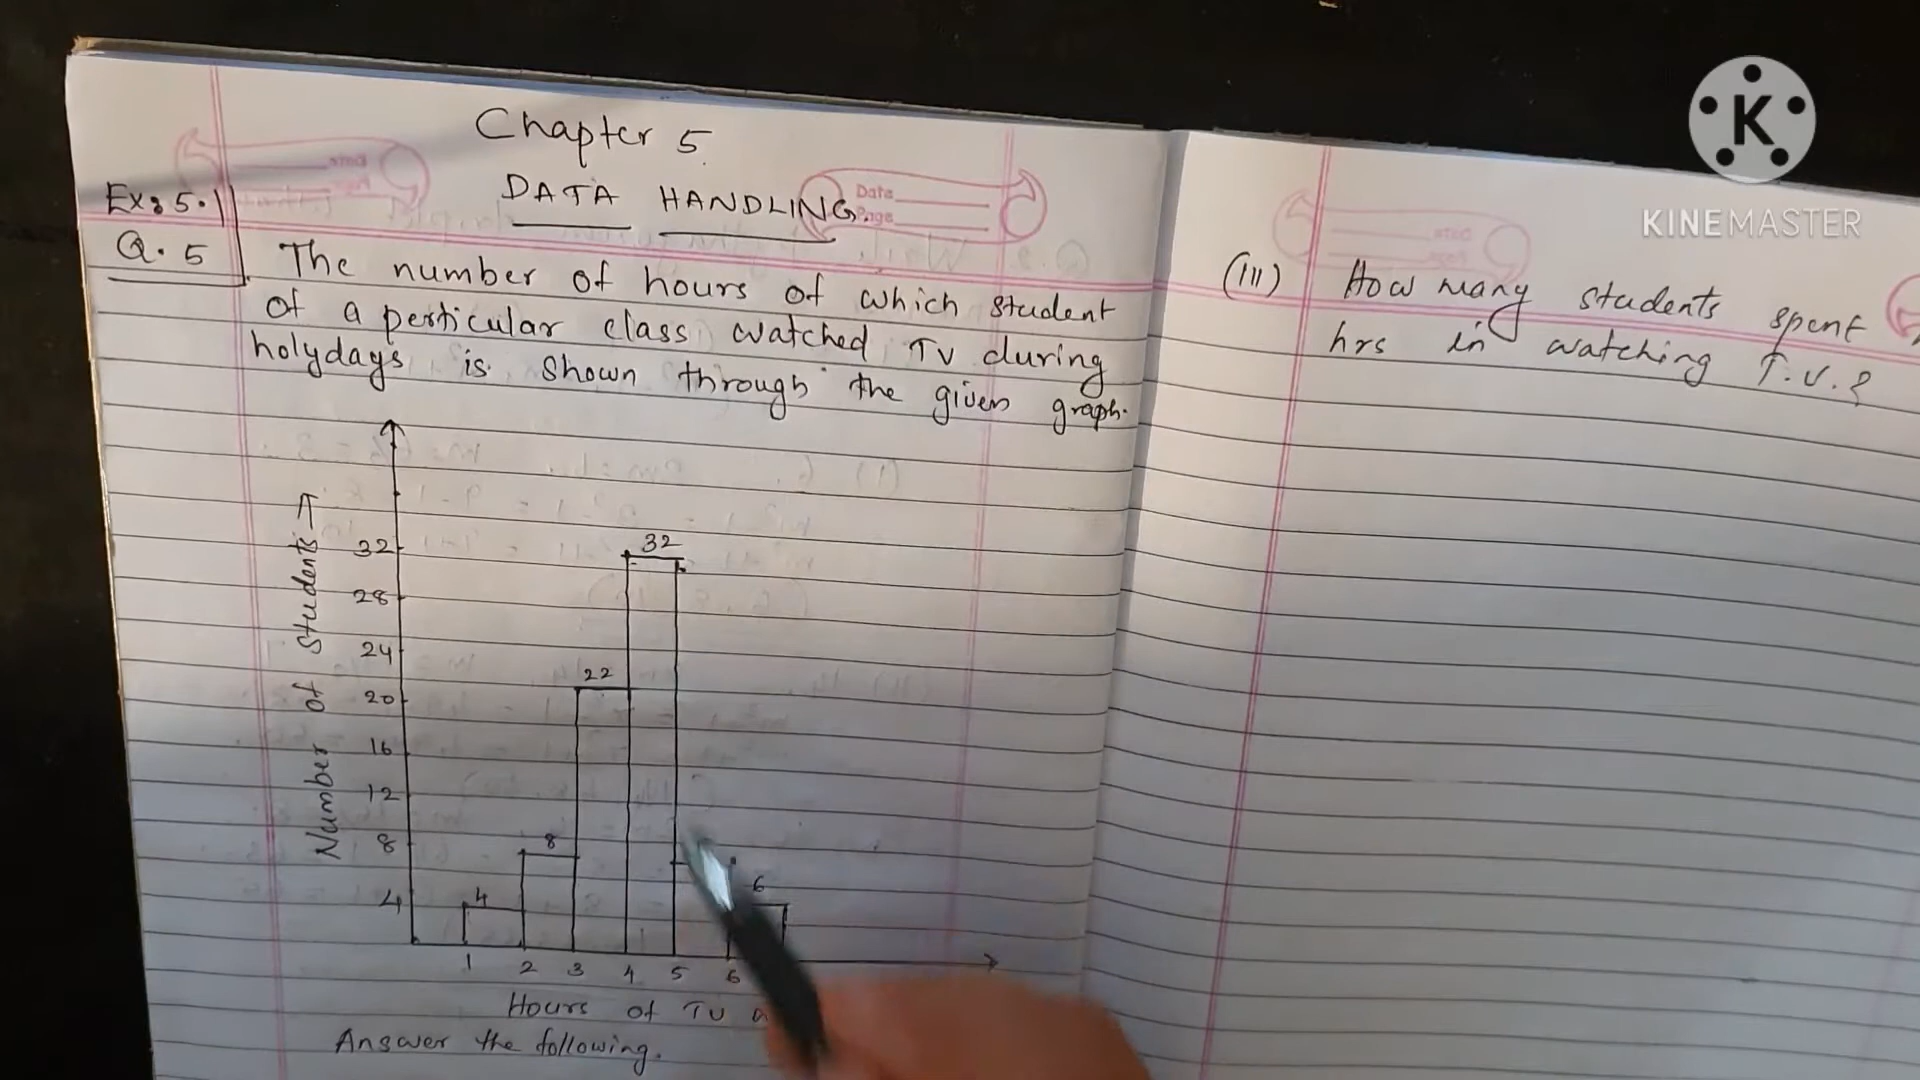 Chapter 5.
DATA HANDLING.
Date
Page
Ex: 5.1
Q. 5
The number of hours of which student
of a perticular class watched TV during
holydays is shown through the given graph.
Number of students →
32
28
24
20
16
12
8
4
4
8
22
32
6
1 2 3 4 5 6
Hours of TV
Answer the following.
(III) How many students spent
hrs in watching T.V.?
K
KINEMASTER